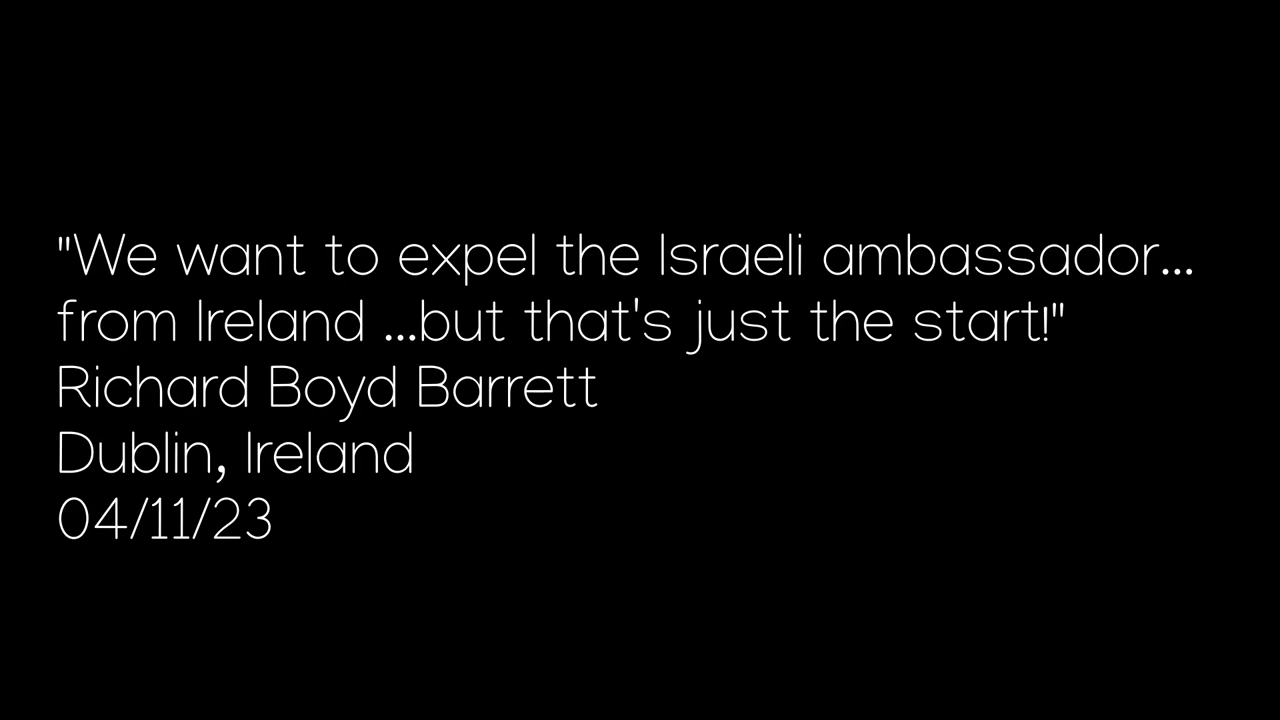 "We want to expel the Israeli ambassador...
from Ireland ...but that's just the start!"
Richard Boyd Barrett
Dublin, Ireland
04/11/23